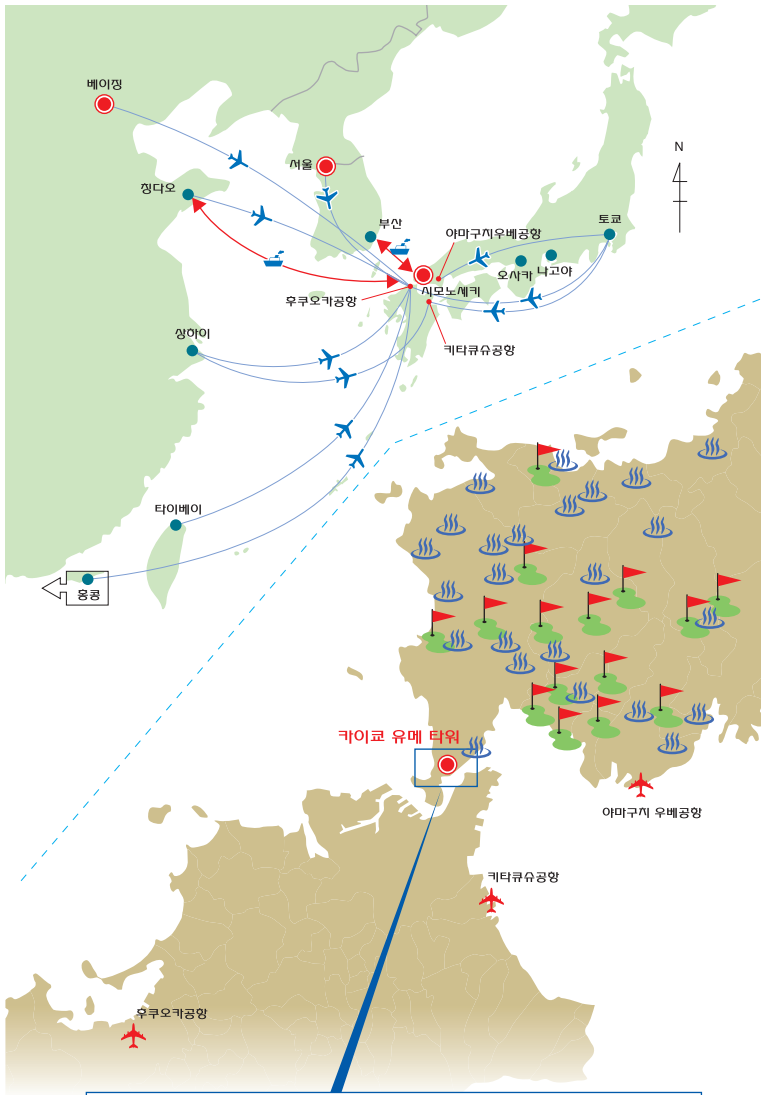 베이징
서울
N
칭다오
부산
야마구치우베공항
토쿄
오사카
나고야
시모노세키
후쿠오카공항
키타큐슈공항
상하이
타이베이
홍콩
카이쿄 유메 타워
야마구치 우베공항
키타큐슈공항
후쿠오카공항